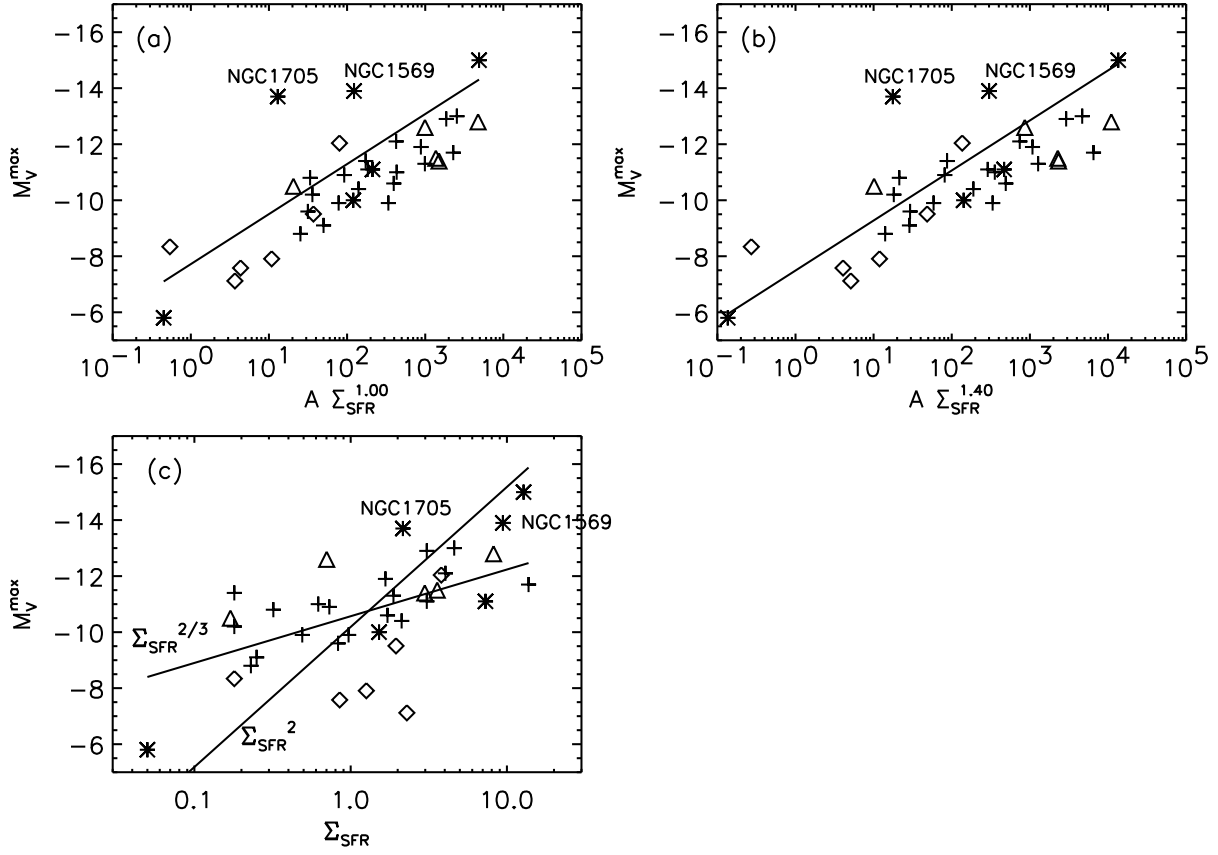 (a)
NGC1705
NGC1569
-16
-14
-12
-10
-8
-6
M_V^max
10^-1 10^0 10^1 10^2 10^3 10^4 10^5
A Σ_SFR^1.00
(b)
NGC1705
NGC1569
-16
-14
-12
-10
-8
-6
M_V^max
10^-1 10^0 10^1 10^2 10^3 10^4 10^5
A Σ_SFR^1.40
(c)
NGC1705
NGC1569
-16
-14
-12
-10
-8
-6
M_V^max
Σ_SFR^2/3
Σ_SFR^2
0.1 1.0 10.0
Σ_SFR